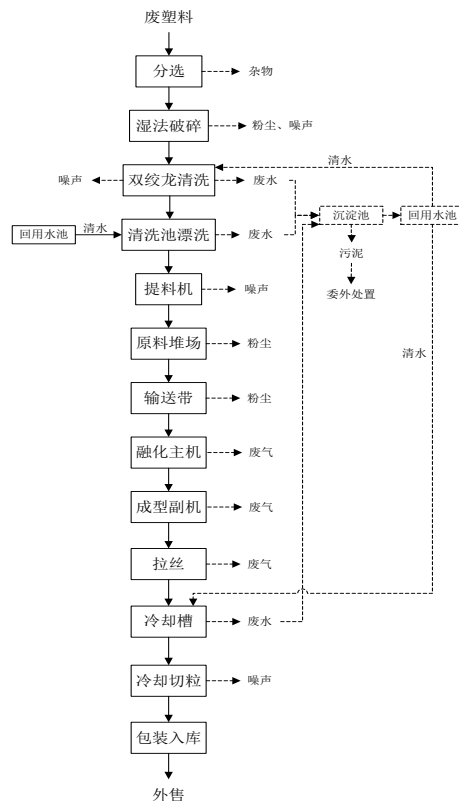 废塑料
分选
杂物
湿法破碎
粉尘、噪声
清水
噪声
双绞龙清洗
废水
回用水池
清水
清洗池漂洗
废水
沉淀池
回用水池
污泥
委外处置
提料机
噪声
原料堆场
粉尘
清水
输送带
粉尘
融化主机
废气
成型副机
废气
拉丝
废气
冷却槽
废水
冷却切粒
噪声
包装入库
外售